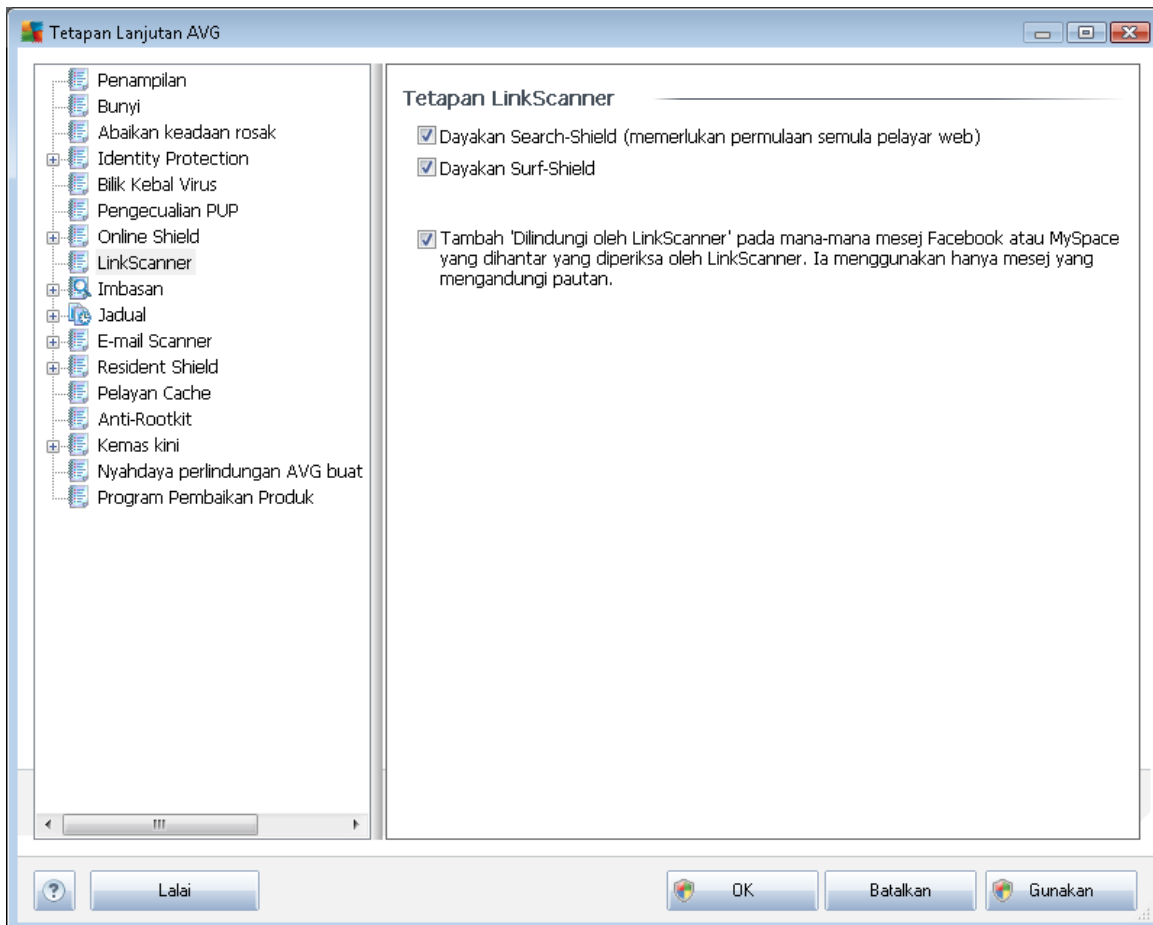 Tetapan Lanjutan AVG
Penampilan
Bunyi
Abaikan keadaan rosak
Identity Protection
Bilik Kebal Virus
Pengecualian PUP
Online Shield
LinkScanner
Imbasan
Jadual
E-mail Scanner
Resident Shield
Pelayan Cache
Anti-Rootkit
Kemas kini
Nyahdaya perlindungan AVG buat
Program Pembaikan Produk
Tetapan LinkScanner
Dayakan Search-Shield (memerlukan permulaan semula pelayar web)
Dayakan Surf-Shield
Tambah 'Dilindungi oleh LinkScanner' pada mana-mana mesej Facebook atau MySpace
yang dihantar yang diperiksa oleh LinkScanner. Ia menggunakan hanya mesej yang
mengandungi pautan.
?
Lalai
OK
Batalkan
Gunakan